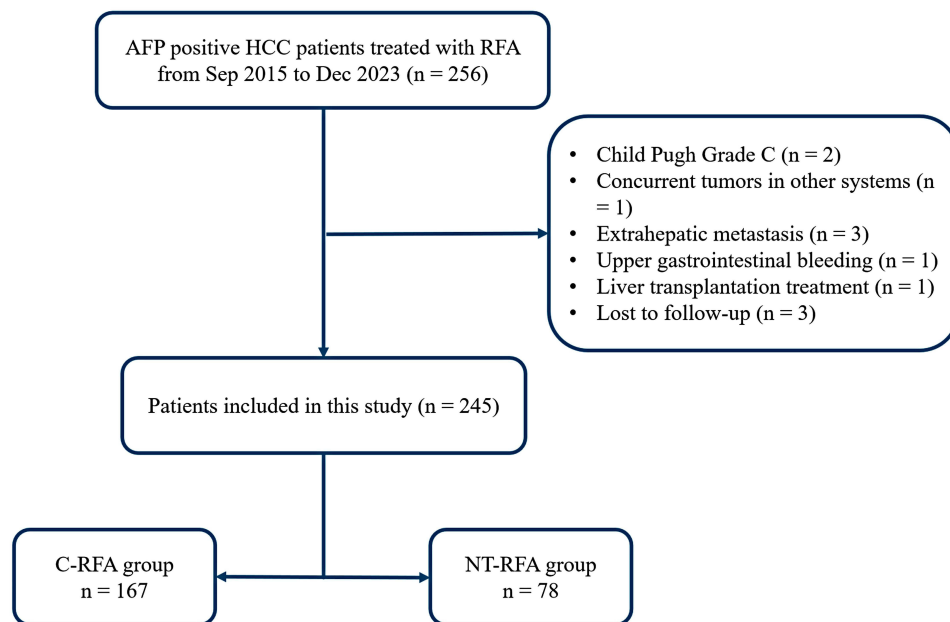 AFP positive HCC patients treated with RFA
from Sep 2015 to Dec 2023 (n = 256)
• Child Pugh Grade C (n = 2)
• Concurrent tumors in other systems (n
= 1)
• Extrahepatic metastasis (n = 3)
• Upper gastrointestinal bleeding (n = 1)
• Liver transplantation treatment (n = 1)
• Lost to follow-up (n = 3)
Patients included in this study (n = 245)
C-RFA group
n = 167
NT-RFA group
n = 78